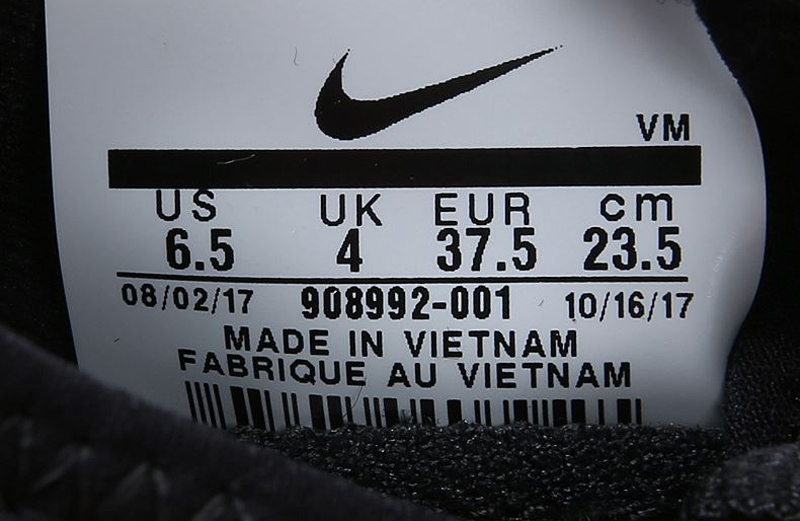 VM
US UK EUR cm
6.5 4 37.5 23.5
08/02/17 908992-001 10/16/17
MADE IN VIETNAM
FABRIQUE AU VIETNAM